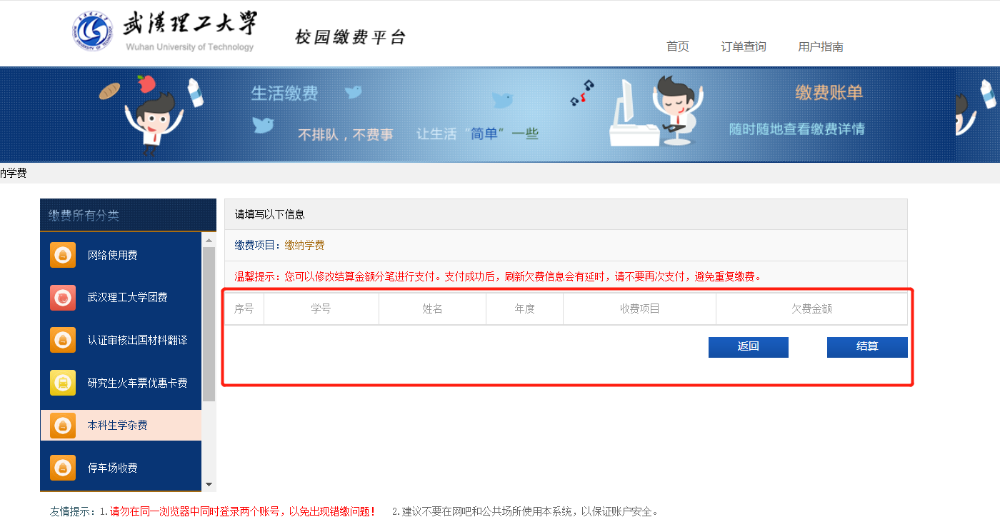 武漢理工大學
Wuhan University of Technology
校园缴费平台
首页 订单查询 用户指南
生活缴费
不排队，不费事 让生活“简单”一些
缴费账单
随时随地查看缴费详情
纳学费
缴费所有分类
网络使用费
武汉理工大学团费
认证审核出国材料翻译
研究生火车票优惠卡费
本科生学杂费
停车场收费
请填写以下信息
缴费项目：缴纳学费
温馨提示：您可以修改结算金额分笔进行支付。支付成功后，刷新欠费信息会有延时，请不要再次支付，避免重复缴费。
序号 学号 姓名 年度 收费项目 欠费金额
返回 结算
友情提示：1.请勿在同一浏览器中同时登录两个账号，以免出现错缴问题！ 2.建议不要在网吧和公共场所使用本系统，以保证账户安全。